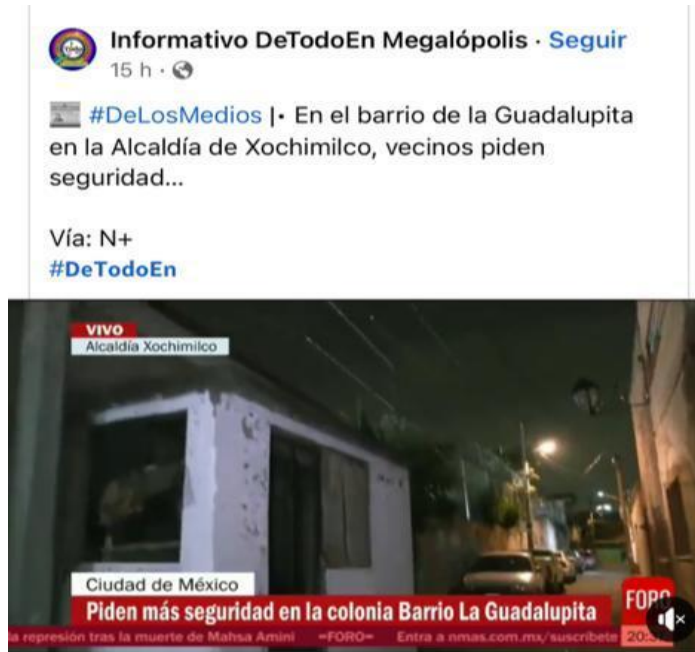 Informativo DeTodoEn Megalópolis · Seguir
15 h ·
#DeLosMedios |• En el barrio de la Guadalupita
en la Alcaldía de Xochimilco, vecinos piden
seguridad...
Vía: N+
#DeTodoEn
VIVO
Alcaldía Xochimilco
Ciudad de México
Piden más seguridad en la colonia Barrio La Guadalupita
FORO
la represión tras la muerte de Mahsa Amini =FORO= Entra a nmas.com.mx/suscribete